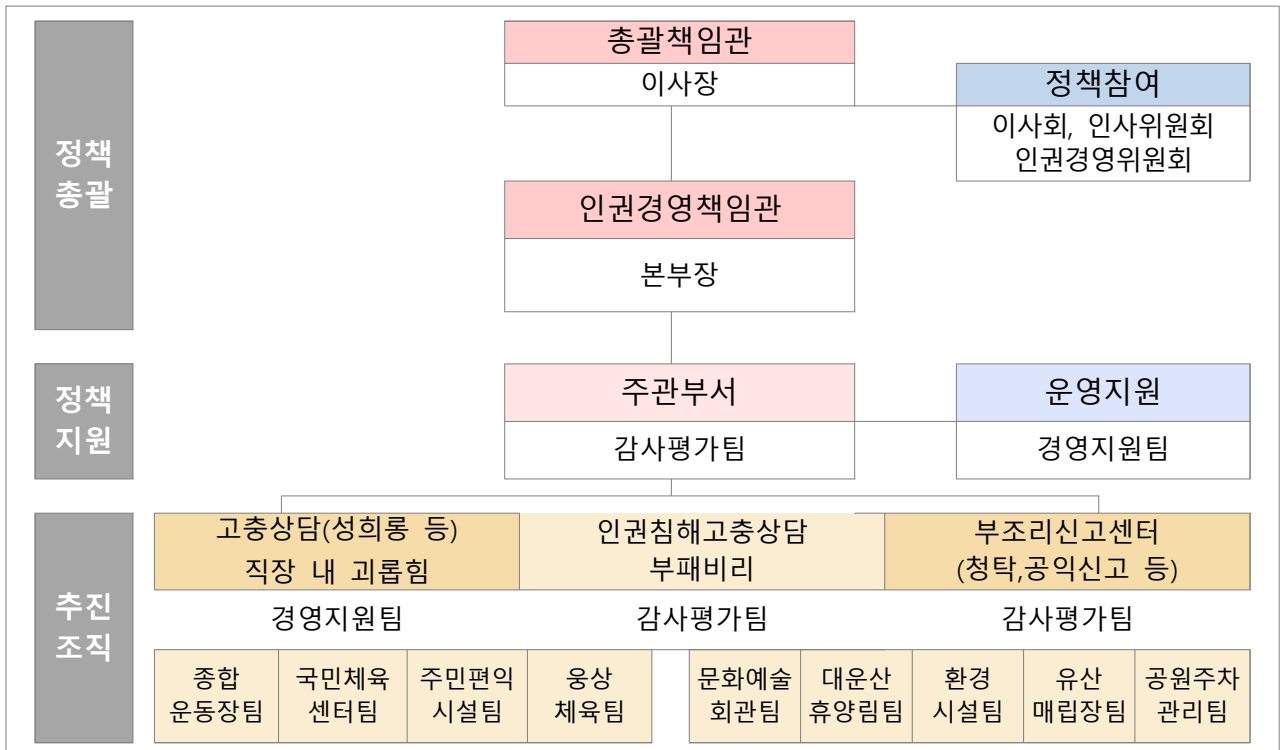 정책
총괄
총괄책임관
이사장
정책참여
이사회, 인사위원회
인권경영위원회
인권경영책임관
본부장
정책
지원
주관부서
감사평가팀
운영지원
경영지원팀
추진
조직
고충상담(성희롱 등)
직장 내 괴롭힘
경영지원팀
인권침해고충상담
부패비리
감사평가팀
부조리신고센터
(청탁,공익신고 등)
감사평가팀
종합
운동장팀
국민체육
센터팀
주민편익
시설팀
웅상
체육팀
문화예술
회관팀
대운산
휴양림팀
환경
시설팀
유산
매립장팀
공원주차
관리팀